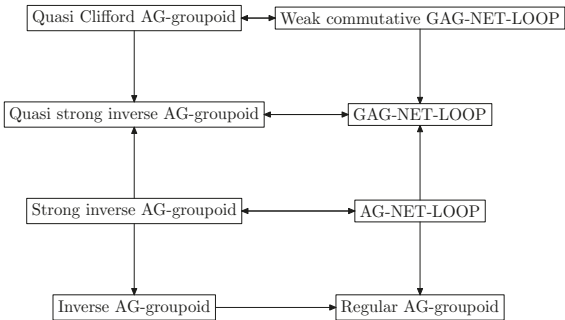 Quasi Clifford AG-groupoid
Weak commutative GAG-NET-LOOP
Quasi strong inverse AG-groupoid
GAG-NET-LOOP
Strong inverse AG-groupoid
AG-NET-LOOP
Inverse AG-groupoid
Regular AG-groupoid